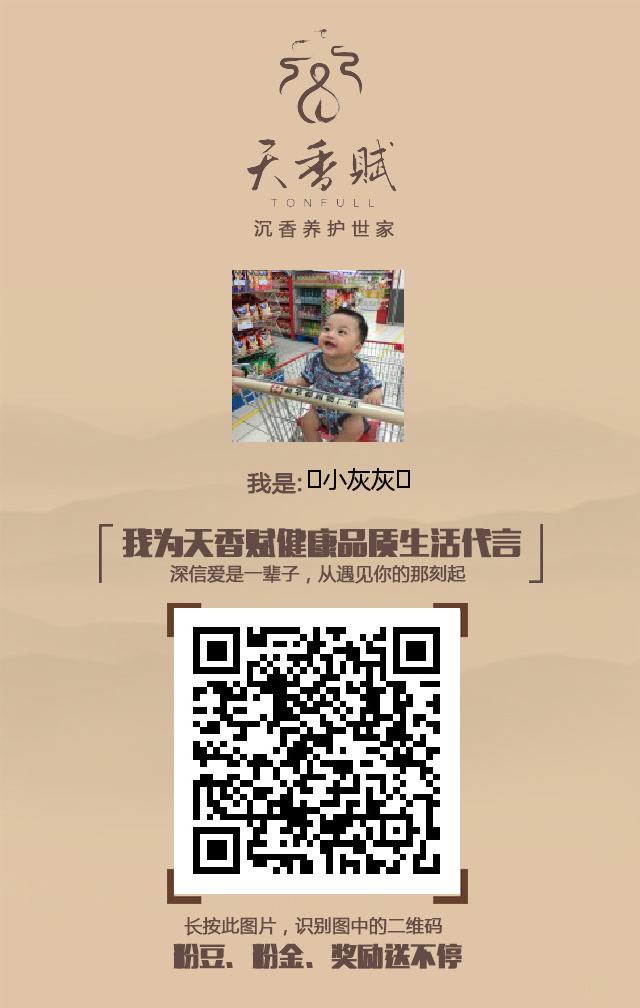 天香赋
TONFULL
沉香养护世家
我是:▯小灰灰▯
我为天香赋健康品质生活代言
深信爱是一辈子，从遇见你的那刻起
长按此图片，识别图中的二维码
粉豆、粉金、奖励送不停